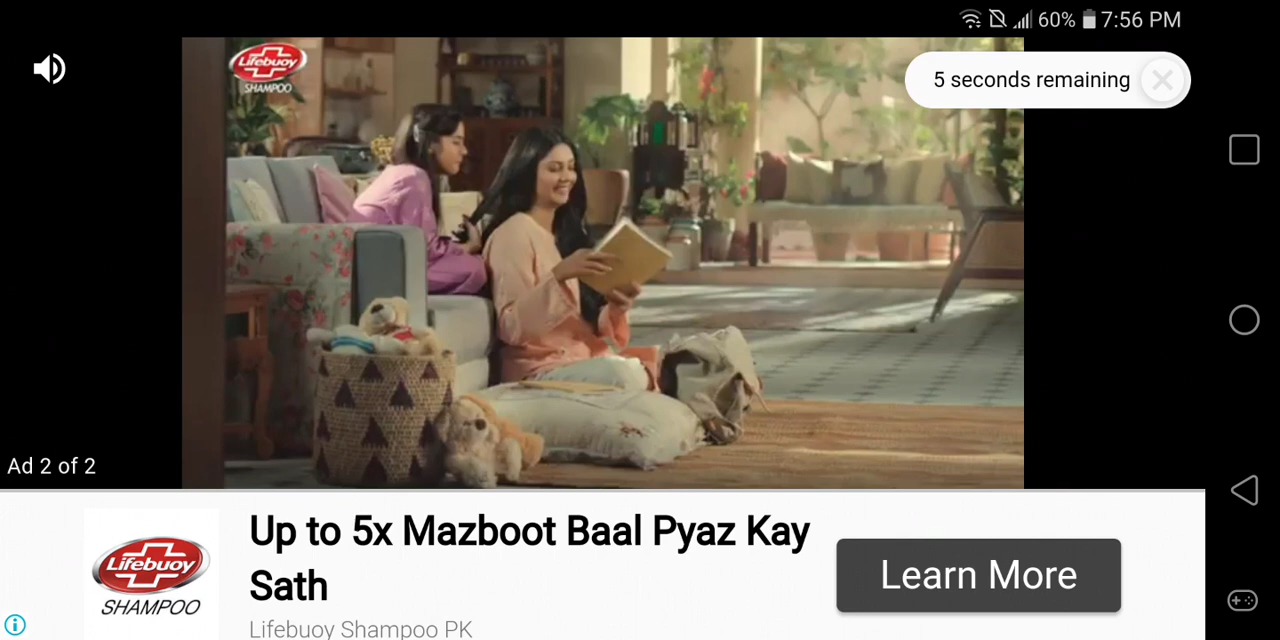 60% 7:56 PM
Lifebuoy
SHAMPOO
5 seconds remaining
Ad 2 of 2
Lifebuoy
SHAMPOO
Up to 5x Mazboot Baal Pyaz Kay
Sath
Lifebuoy Shampoo PK
Learn More